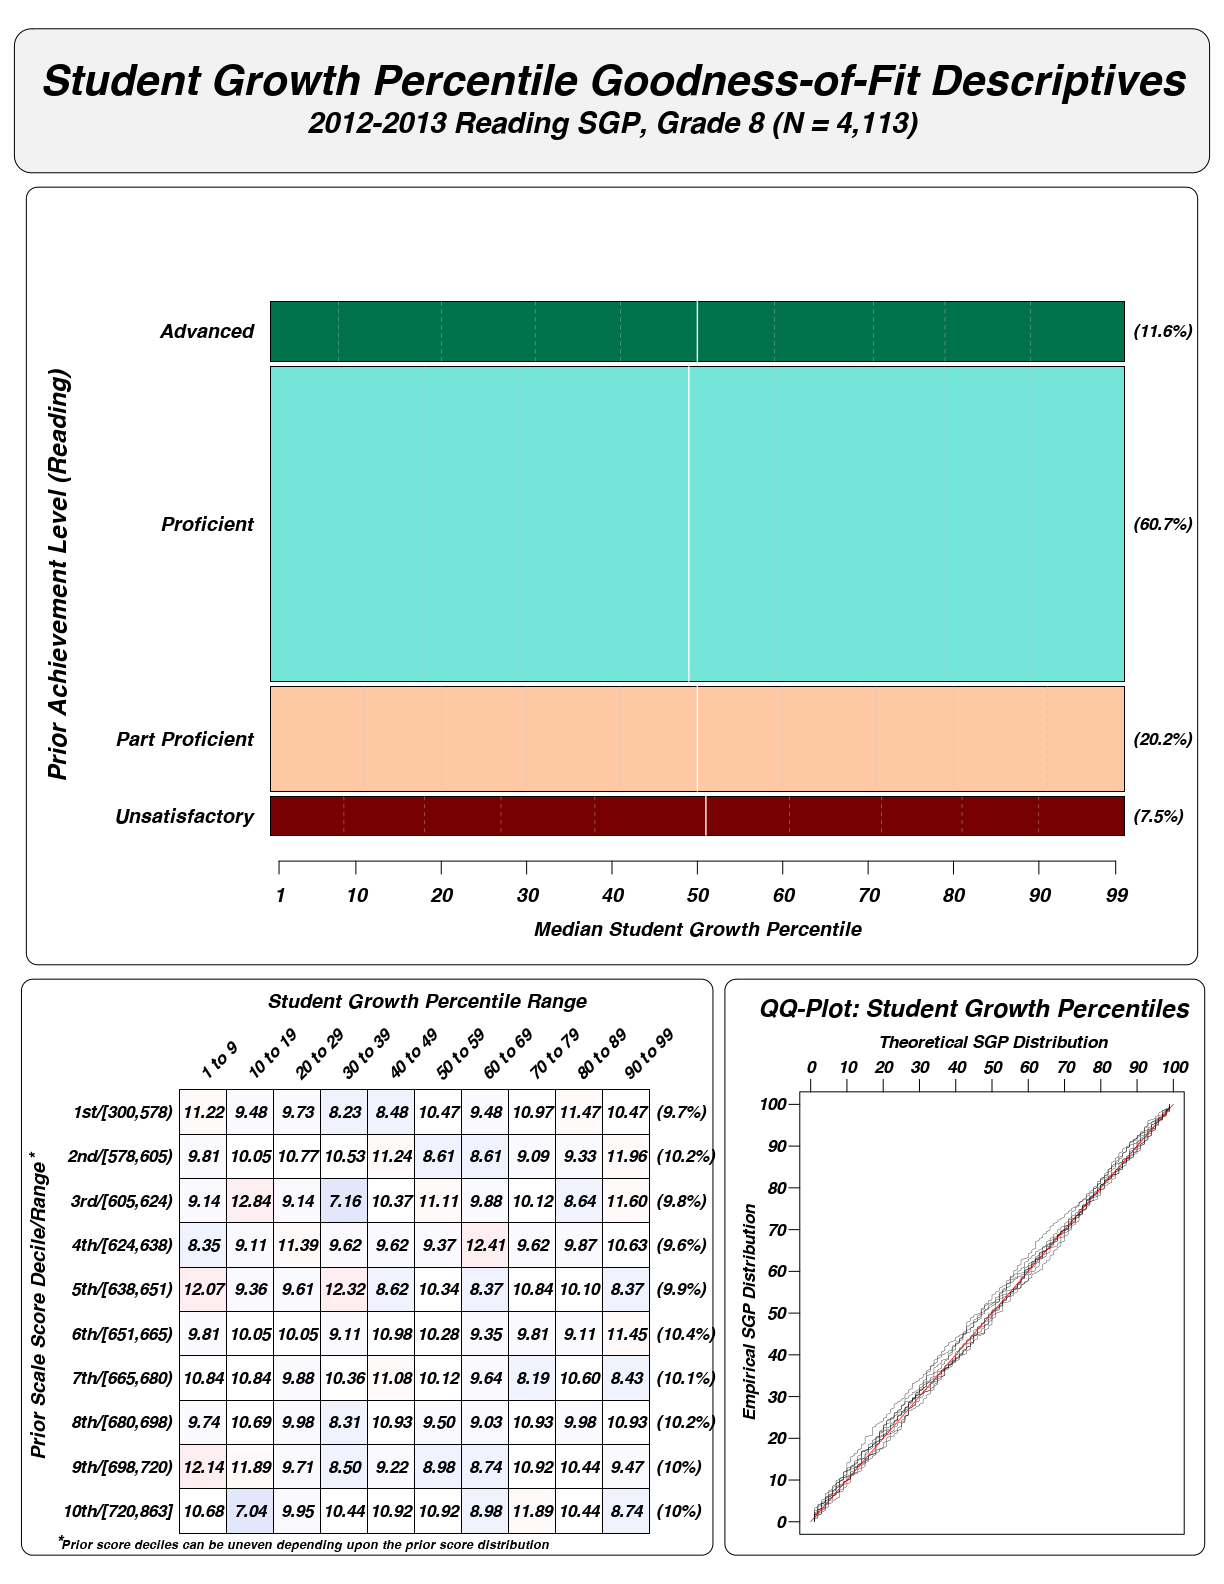 Student Growth Percentile Goodness-of-Fit Descriptives
2012-2013 Reading SGP, Grade 8 (N = 4,113)
Prior Achievement Level (Reading)
Advanced (11.6%)
Proficient (60.7%)
Part Proficient (20.2%)
Unsatisfactory (7.5%)
1 10 20 30 40 50 60 70 80 90 99
Median Student Growth Percentile
Student Growth Percentile Range
1 to 9 10 to 19 20 to 29 30 to 39 40 to 49 50 to 59 60 to 69 70 to 79 80 to 89 90 to 99
Prior Scale Score Decile/Range*
1st/[300,578) 11.22 9.48 9.73 8.23 8.48 10.47 9.48 10.97 11.47 10.47 (9.7%)
2nd/[578,605) 9.81 10.05 10.77 10.53 11.24 8.61 8.61 9.09 9.33 11.96 (10.2%)
3rd/[605,624) 9.14 12.84 9.14 7.16 10.37 11.11 9.88 10.12 8.64 11.60 (9.8%)
4th/[624,638) 8.35 9.11 11.39 9.62 9.62 9.37 12.41 9.62 9.87 10.63 (9.6%)
5th/[638,651) 12.07 9.36 9.61 12.32 8.62 10.34 8.37 10.84 10.10 8.37 (9.9%)
6th/[651,665) 9.81 10.05 10.05 9.11 10.98 10.28 9.35 9.81 9.11 11.45 (10.4%)
7th/[665,680) 10.84 10.84 9.88 10.36 11.08 10.12 9.64 8.19 10.60 8.43 (10.1%)
8th/[680,698) 9.74 10.69 9.98 8.31 10.93 9.50 9.03 10.93 9.98 10.93 (10.2%)
9th/[698,720) 12.14 11.89 9.71 8.50 9.22 8.98 8.74 10.92 10.44 9.47 (10%)
10th/[720,863] 10.68 7.04 9.95 10.44 10.92 10.92 8.98 11.89 10.44 8.74 (10%)
*Prior score deciles can be uneven depending upon the prior score distribution
QQ-Plot: Student Growth Percentiles
Theoretical SGP Distribution
0 10 20 30 40 50 60 70 80 90 100
Empirical SGP Distribution
100
90
80
70
60
50
40
30
20
10
0